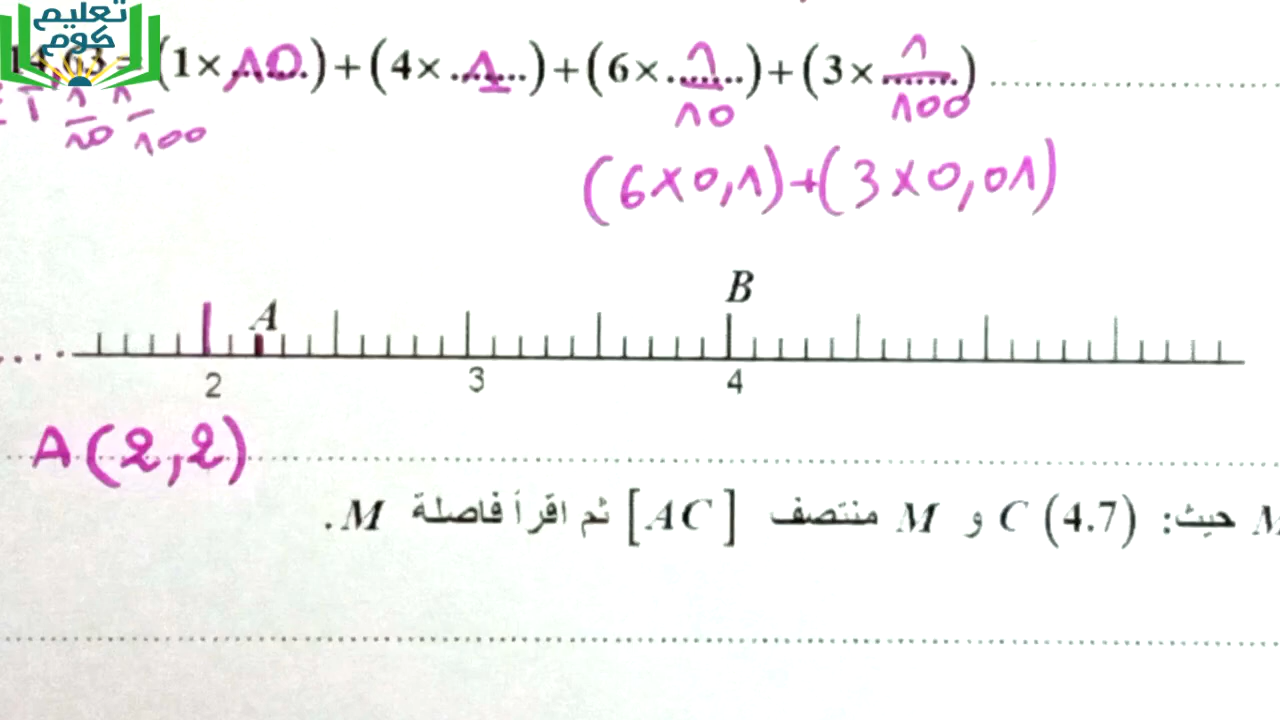 تعليم
كوم
14,63 = (1× 10) + (4× 1) + (6× 1/10) + (3× 1/100)
1/10 1/100
(6×0,1)+(3×0,01)
A B
2 3 4
A(2,2)
حيث: C (4.7) و M منتصف [AC] ثم اقرأ فاصلة M.